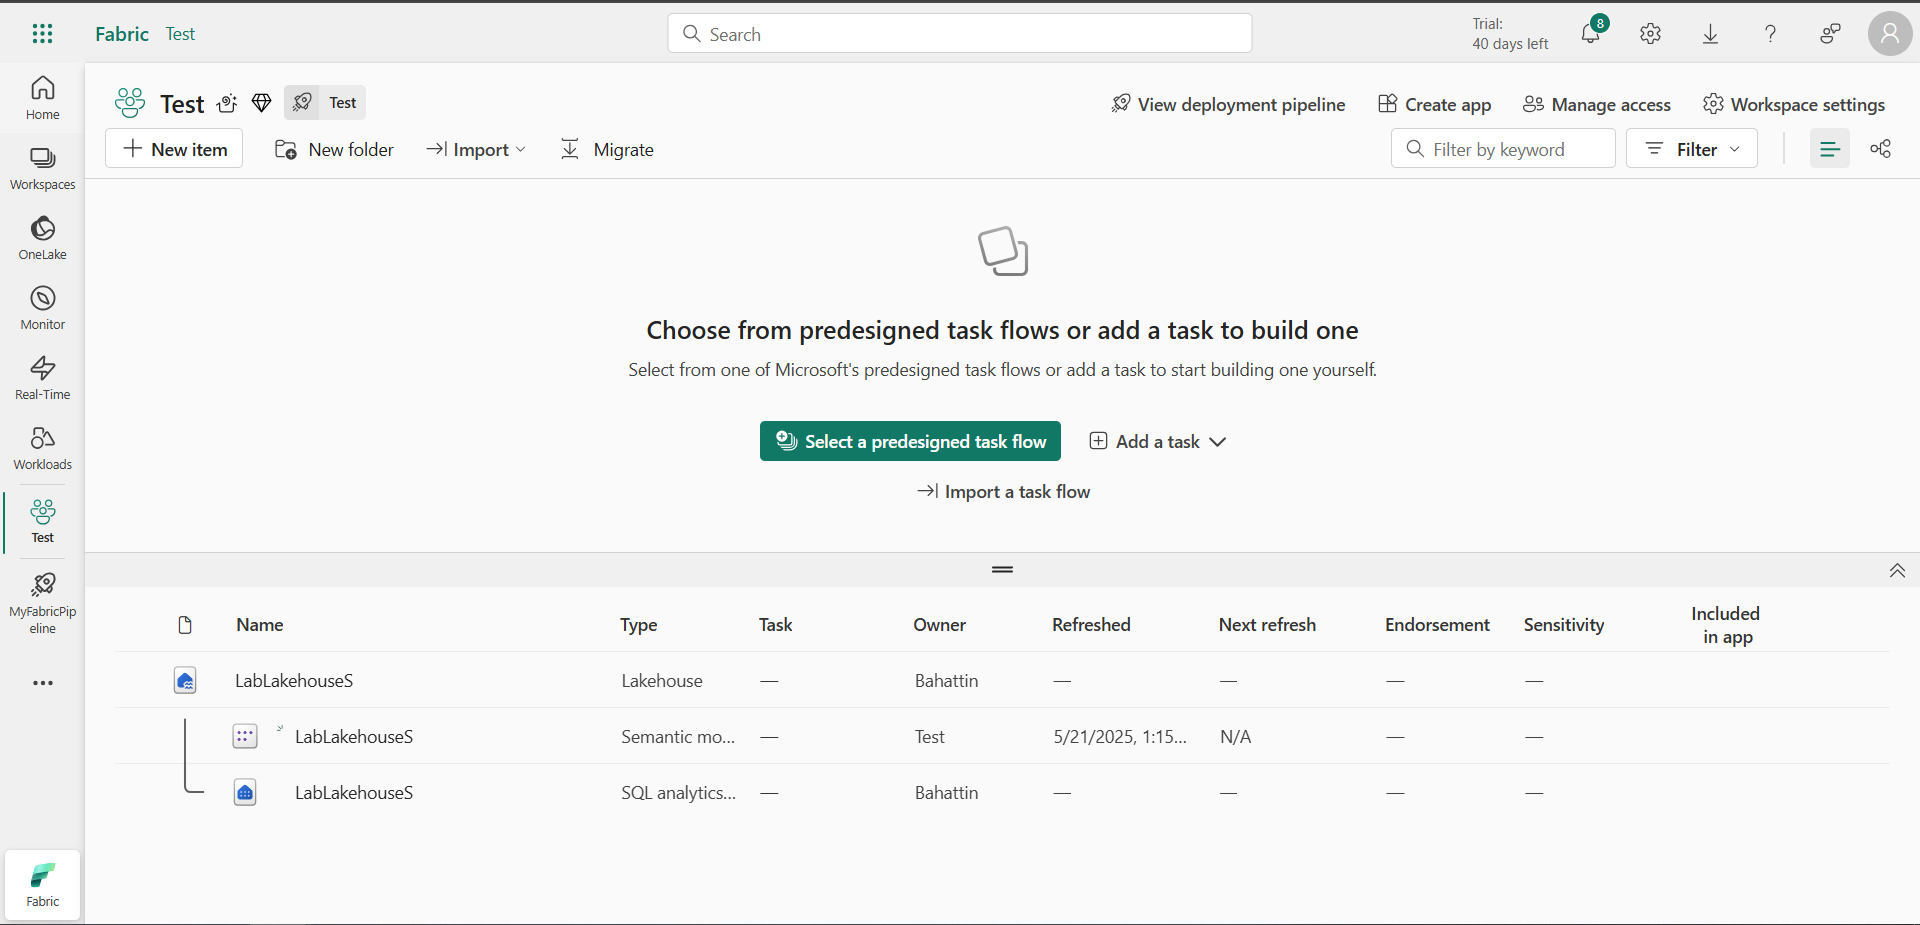 Fabric Test
Search
Trial:
40 days left
8
Home
Workspaces
OneLake
Monitor
Real-Time
Workloads
Test
MyFabricPip
eline
Fabric
Test
Test
View deployment pipeline
Create app
Manage access
Workspace settings
New item
New folder
Import
Migrate
Filter by keyword
Filter
Choose from predesigned task flows or add a task to build one
Select from one of Microsoft's predesigned task flows or add a task to start building one yourself.
Select a predesigned task flow
Add a task
Import a task flow
Name Type Task Owner Refreshed Next refresh Endorsement Sensitivity Included
in app
LabLakehouseS Lakehouse — Bahattin — — — —
LabLakehouseS Semantic mo... — Test 5/21/2025, 1:15... N/A — —
LabLakehouseS SQL analytics... — Bahattin — — — —